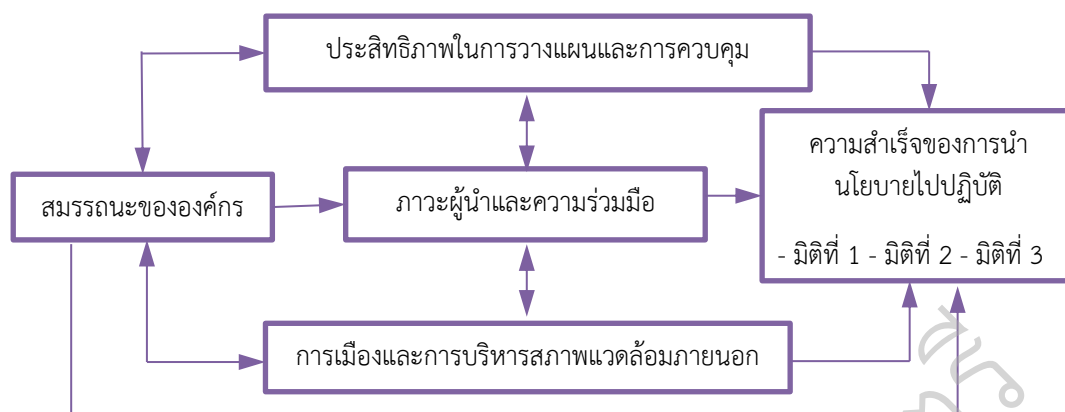 ประสิทธิภาพในการวางแผนและการควบคุม
ความสำเร็จของการนำ
นโยบายไปปฏิบัติ
- มิติที่ 1 - มิติที่ 2 - มิติที่ 3
สมรรถนะขององค์กร
ภาวะผู้นำและความร่วมมือ
การเมืองและการบริหารสภาพแวดล้อมภายนอก